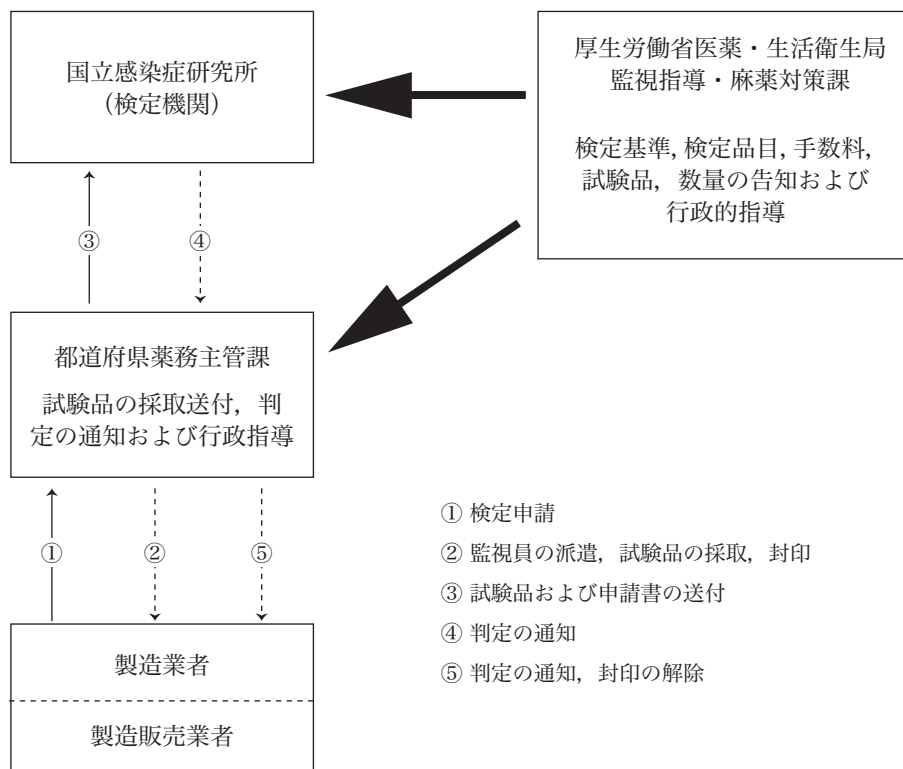 国立感染症研究所
（検定機関）
厚生労働省医薬・生活衛生局
監視指導・麻薬対策課
検定基準, 検定品目, 手数料,
試験品，数量の告知および
行政的指導
③
④
都道府県薬務主管課
試験品の採取送付，判
定の通知および行政指導
①
②
⑤
① 検定申請
② 監視員の派遣，試験品の採取，封印
③ 試験品および申請書の送付
④ 判定の通知
⑤ 判定の通知，封印の解除
製造業者
製造販売業者